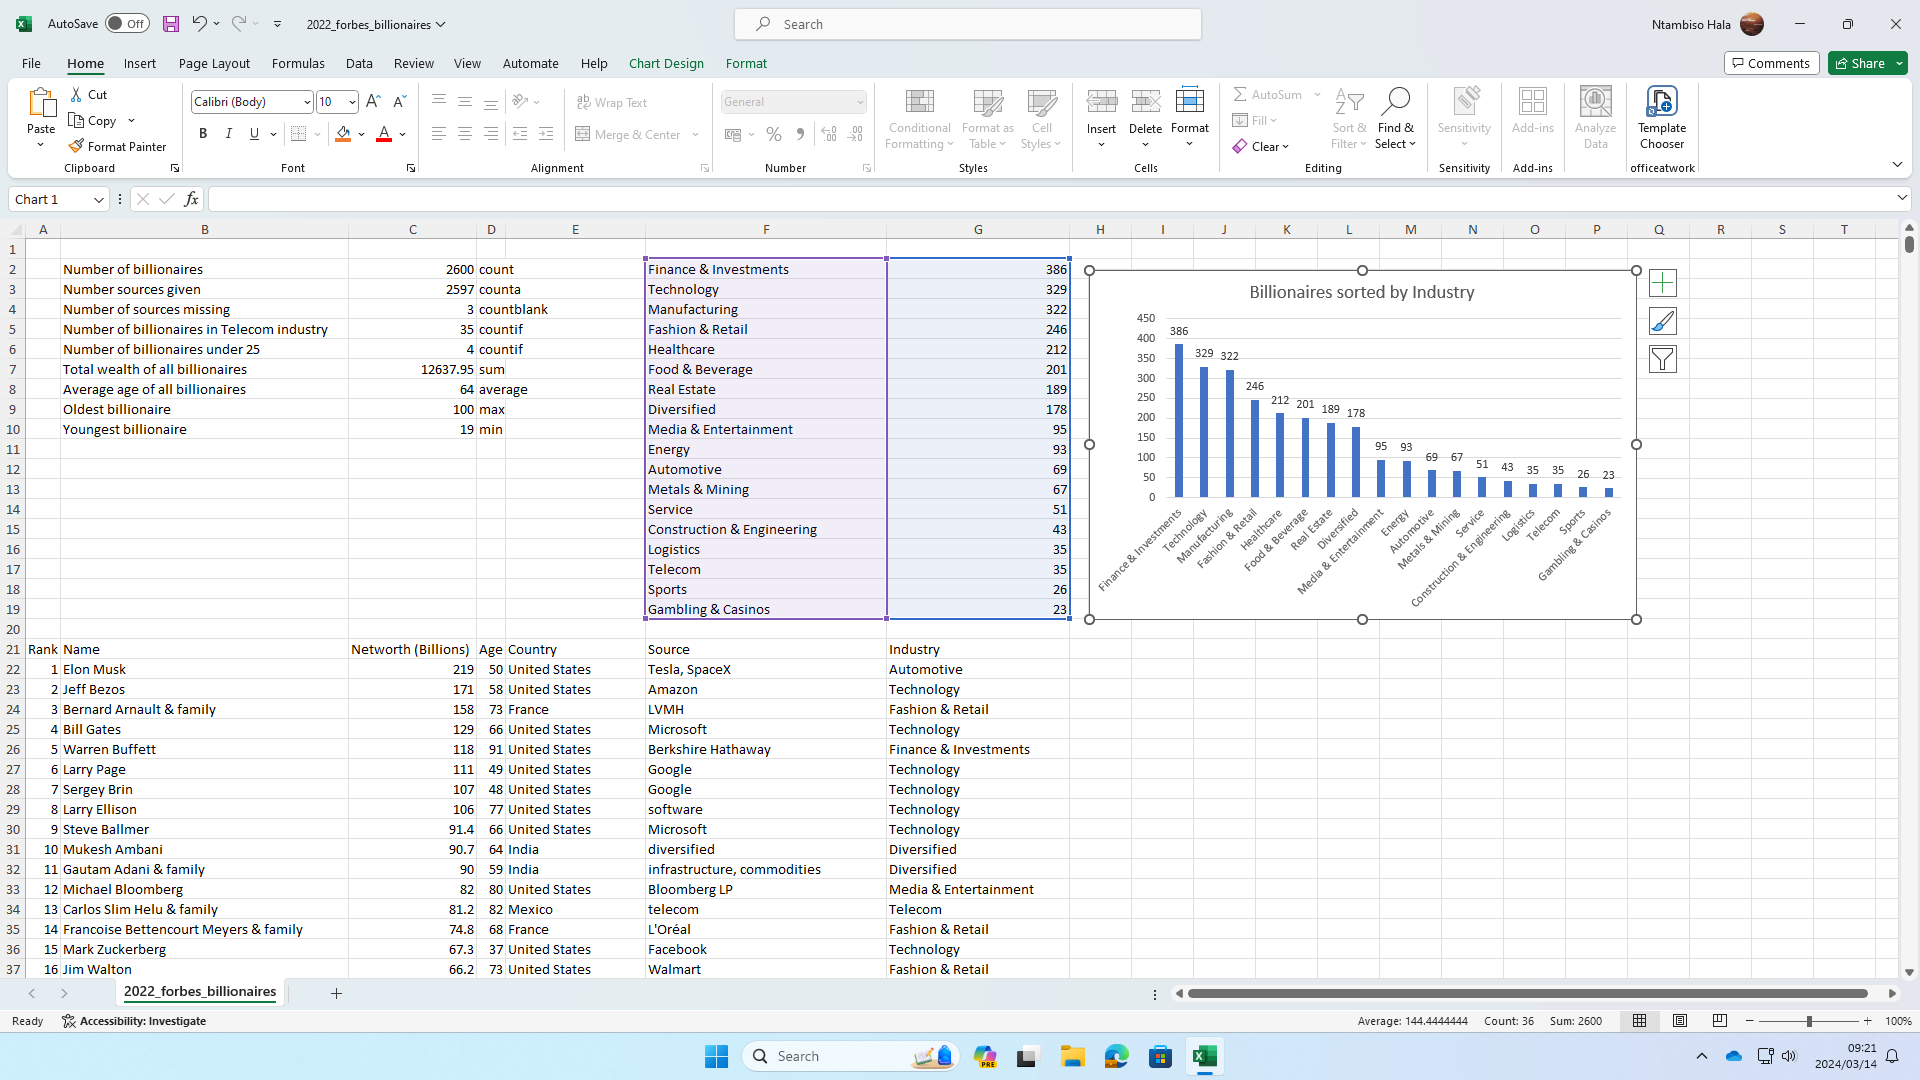 AutoSave Off 2022_forbes_billionaires Search Ntambiso Hala
File Home Insert Page Layout Formulas Data Review View Automate Help Chart Design Format Comments Share
Paste Cut Copy Format Painter
Calibri (Body) 10
B I U A
Wrap Text
Merge & Center
General
Conditional Formatting
Format as Table
Cell Styles
Insert Delete Format
AutoSum
Fill
Clear
Sort & Filter
Find & Select
Sensitivity
Add-ins
Analyze Data
Template Chooser
Clipboard Font Alignment Number Styles Cells Editing Sensitivity Add-ins officeatwork
Chart 1 fx
A B C D E F G H I J K L M N O P Q R S T
1
2 Number of billionaires 2600 count Finance & Investments 386
3 Number sources given 2597 counta Technology 329
4 Number of sources missing 3 countblank Manufacturing 322
5 Number of billionaires in Telecom industry 35 countif Fashion & Retail 246
6 Number of billionaires under 25 4 countif Healthcare 212
7 Total wealth of all billionaires 12637.95 sum Food & Beverage 201
8 Average age of all billionaires 64 average Real Estate 189
9 Oldest billionaire 100 max Diversified 178
10 Youngest billionaire 19 min Media & Entertainment 95
11 Energy 93
12 Automotive 69
13 Metals & Mining 67
14 Service 51
15 Construction & Engineering 43
16 Logistics 35
17 Telecom 35
18 Sports 26
19 Gambling & Casinos 23
20
21 Rank Name Networth (Billions) Age Country Source Industry
22 1 Elon Musk 219 50 United States Tesla, SpaceX Automotive
23 2 Jeff Bezos 171 58 United States Amazon Technology
24 3 Bernard Arnault & family 158 73 France LVMH Fashion & Retail
25 4 Bill Gates 129 66 United States Microsoft Technology
26 5 Warren Buffett 118 91 United States Berkshire Hathaway Finance & Investments
27 6 Larry Page 111 49 United States Google Technology
28 7 Sergey Brin 107 48 United States Google Technology
29 8 Larry Ellison 106 77 United States software Technology
30 9 Steve Ballmer 91.4 66 United States Microsoft Technology
31 10 Mukesh Ambani 90.7 64 India diversified Diversified
32 11 Gautam Adani & family 90 59 India infrastructure, commodities Diversified
33 12 Michael Bloomberg 82 80 United States Bloomberg LP Media & Entertainment
34 13 Carlos Slim Helu & family 81.2 82 Mexico telecom Telecom
35 14 Francoise Bettencourt Meyers & family 74.8 68 France L'Oréal Fashion & Retail
36 15 Mark Zuckerberg 67.3 37 United States Facebook Technology
37 16 Jim Walton 66.2 73 United States Walmart Fashion & Retail
Billionaires sorted by Industry
450
400
350
300
250
200
150
100
50
0
386 329 322 246 212 201 189 178 95 93 69 67 51 43 35 35 26 23
Finance & Investments
Technology
Manufacturing
Fashion & Retail
Healthcare
Food & Beverage
Real Estate
Diversified
Media & Entertainment
Energy
Automotive
Metals & Mining
Service
Construction & Engineering
Logistics
Telecom
Sports
Gambling & Casinos
2022_forbes_billionaires
Ready Accessibility: Investigate Average: 144.4444444 Count: 36 Sum: 2600 100%
Search PRE 09:21
2024/03/14